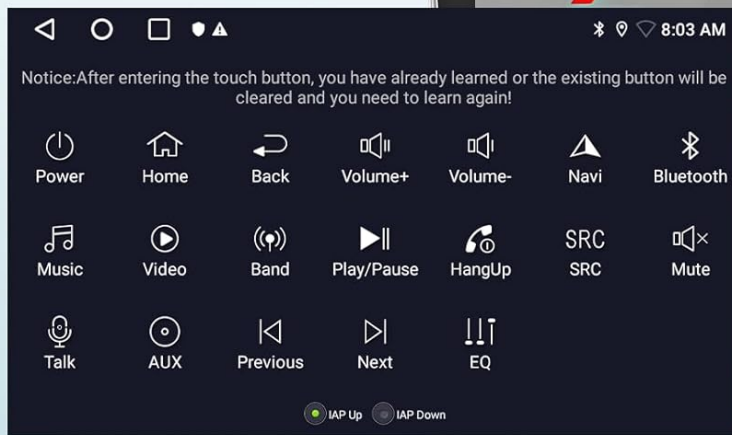 8:03 AM
Notice:After entering the touch button, you have already learned or the existing button will be
cleared and you need to learn again!
Power Home Back Volume+ Volume- Navi Bluetooth
SRC
Music Video Band Play/Pause HangUp SRC Mute
Talk AUX Previous Next EQ
IAP Up IAP Down